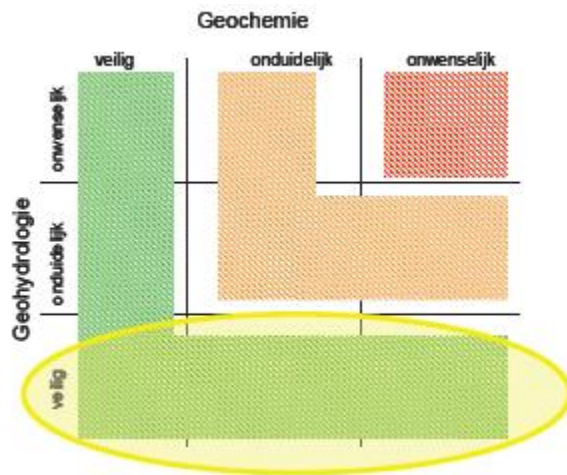 Geochemie
veilig onduidelijk onwenselijk
Geohydrologie
onwenselijk
onduidelijk
veilig